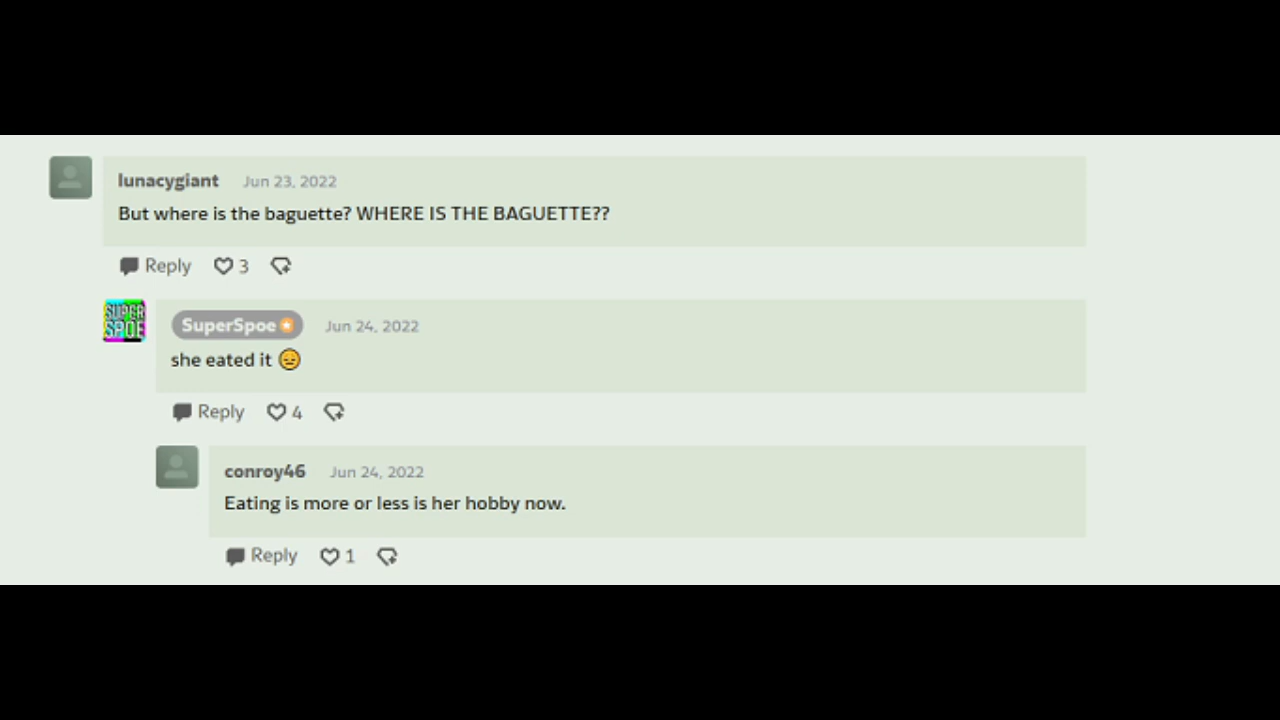 lunacygiant Jun 23, 2022
But where is the baguette? WHERE IS THE BAGUETTE??
Reply 3
SUPER
SPOE
SuperSpoe Jun 24, 2022
she eated it 😑
Reply 4
conroy46 Jun 24, 2022
Eating is more or less is her hobby now.
Reply 1